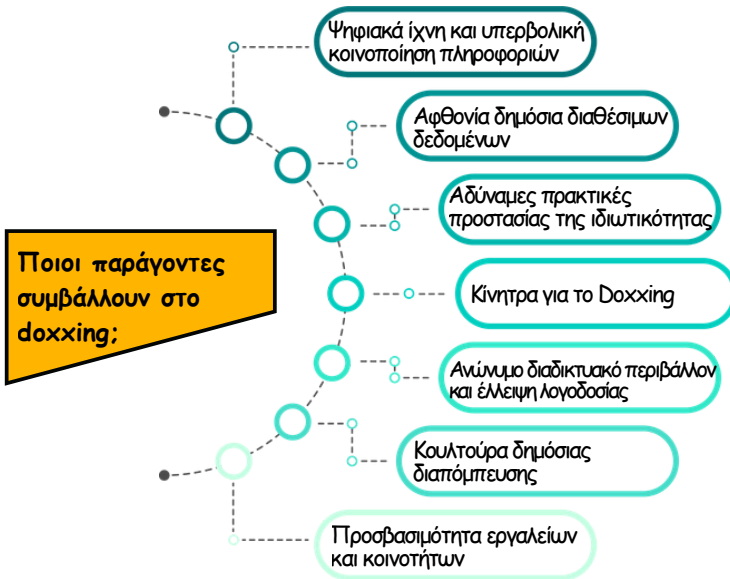 Ψηφιακά ίχνη και υπερβολική
κοινοποίηση πληροφοριών
Αφθονία δημόσια διαθέσιμων
δεδομένων
Αδύναμες πρακτικές
προστασίας της ιδιωτικότητας
Ποιοι παράγοντες
συμβάλλουν στο
doxxing;
Κίνητρα για το Doxxing
Ανώνυμο διαδικτυακό περιβάλλον
και έλλειψη λογοδοσίας
Κουλτούρα δημόσιας
διαπόμπευσης
Προσβασιμότητα εργαλείων
και κοινοτήτων